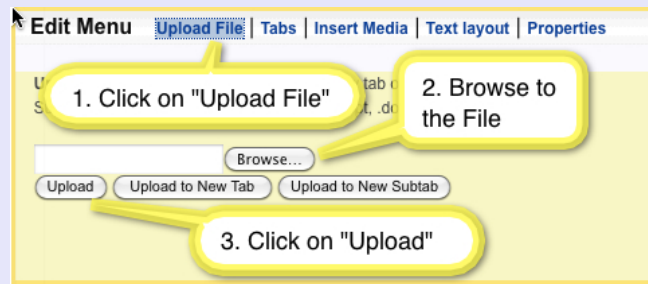 Edit Menu Upload File | Tabs | Insert Media | Text layout | Properties
1. Click on "Upload File"
tab
2. Browse to
the File
Browse...
Upload Upload to New Tab Upload to New Subtab
3. Click on "Upload"